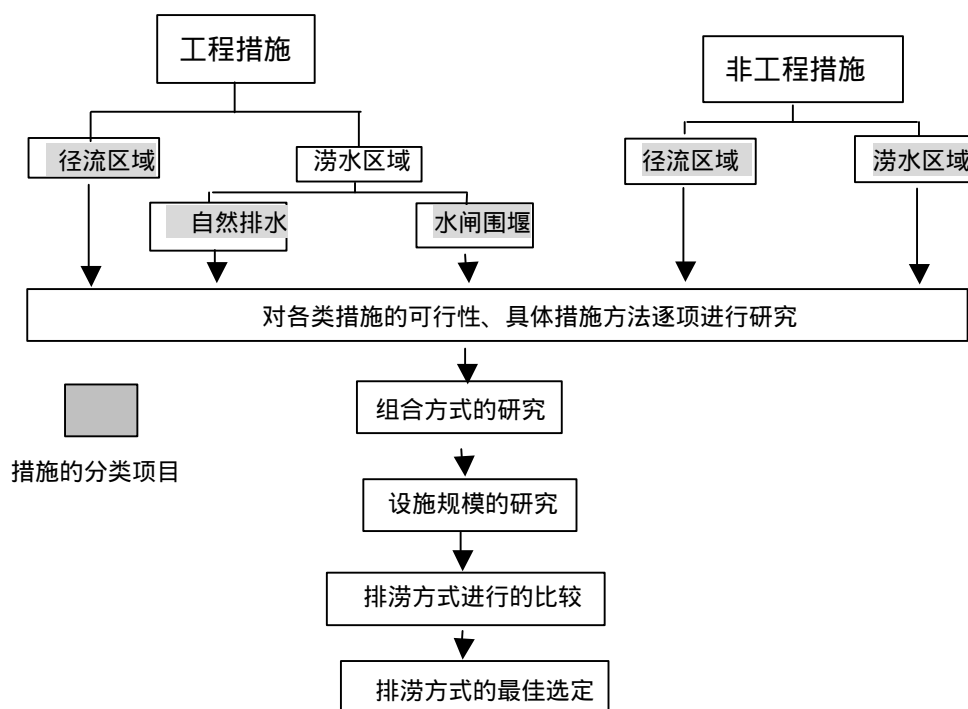 工程措施
非工程措施
径流区域
涝水区域
径流区域
涝水区域
自然排水
水闸围堰
对各类措施的可行性、具体措施方法逐项进行研究
组合方式的研究
措施的分类项目
设施规模的研究
排涝方式进行的比较
排涝方式的最佳选定